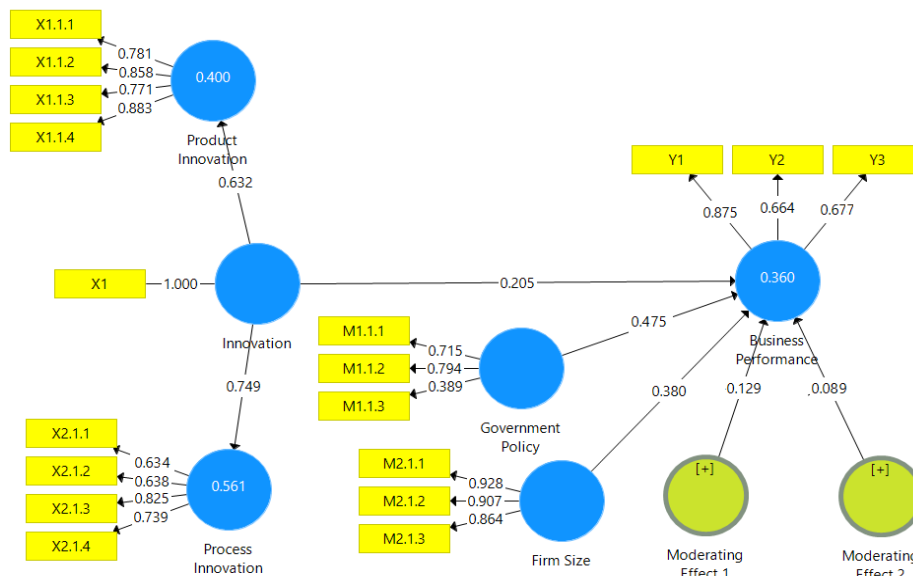 X1.1.1
X1.1.2
X1.1.3
X1.1.4
0.781
0.858
0.771
0.883
0.400
Product
Innovation
0.632
Y1
Y2
Y3
0.875
0.664
0.677
0.360
Business
Performance
X1
1.000
Innovation
0.205
0.475
M1.1.1
M1.1.2
M1.1.3
0.715
0.794
0.389
Government
Policy
0.749
0.380
0.129
0.089
X2.1.1
X2.1.2
X2.1.3
X2.1.4
0.634
0.638
0.825
0.739
0.561
Process
Innovation
M2.1.1
M2.1.2
M2.1.3
0.928
0.907
0.864
Firm Size
[+]
Moderating
Effect 1
[+]
Moderating
Effect 2